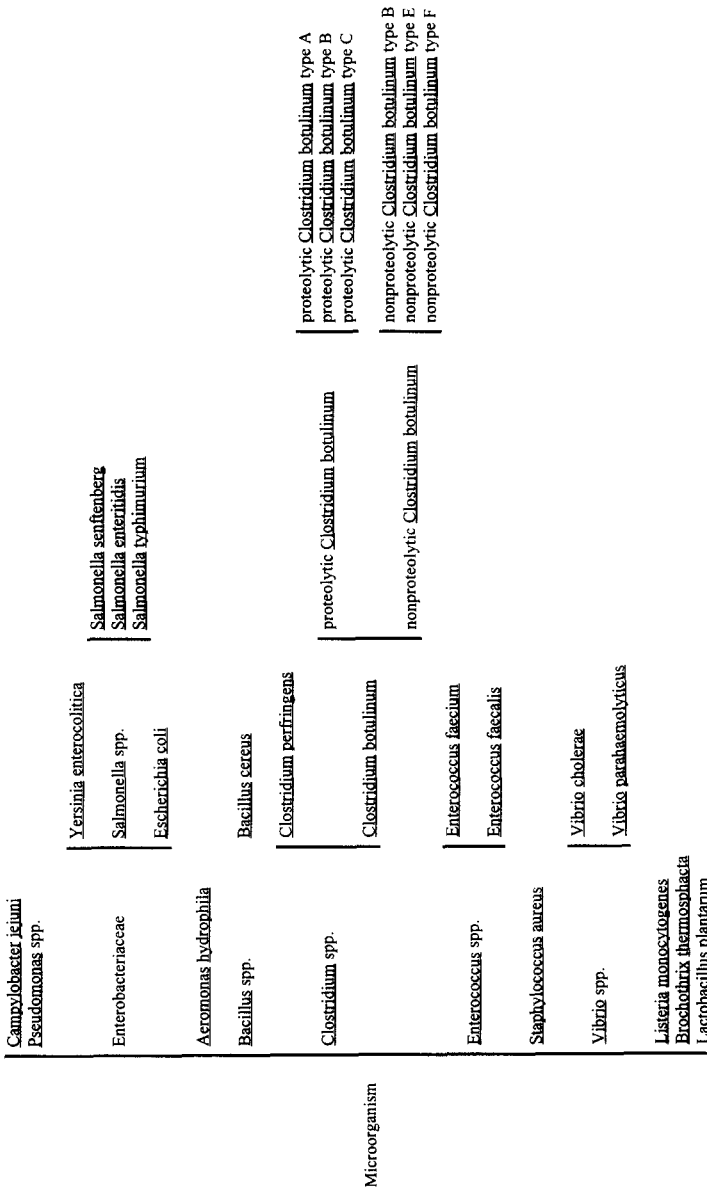 Microorganism
Campylobacter jejuni
Pseudomonas spp.
Enterobacteriaceae
Yersinia enterocolitica
Salmonella spp.
Salmonella senftenberg
Salmonella enteritidis
Salmonella typhimurium
Escherichia coli
Aeromonas hydrophila
Bacillus spp.
Bacillus cereus
Clostridium spp.
Clostridium perfringens
Clostridium botulinum
proteolytic Clostridium botulinum
proteolytic Clostridium botulinum type A
proteolytic Clostridium botulinum type B
proteolytic Clostridium botulinum type C
nonproteolytic Clostridium botulinum
nonproteolytic Clostridium botulinum type B
nonproteolytic Clostridium botulinum type E
nonproteolytic Clostridium botulinum type F
Enterococcus spp.
Enterococcus faecium
Enterococcus faecalis
Staphylococcus aureus
Vibrio spp.
Vibrio cholerae
Vibrio parahaemolyticus
Listeria monocytogenes
Brochothrix thermosphacta
Lactobacillus plantarum